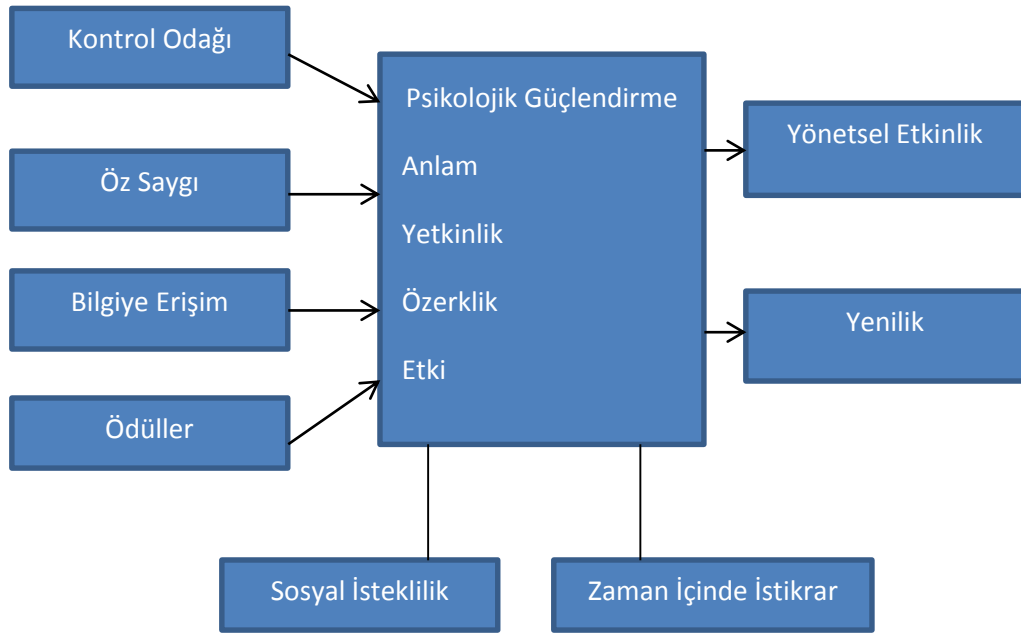 Kontrol Odağı
Öz Saygı
Bilgiye Erişim
Ödüller
Psikolojik Güçlendirme
Anlam
Yetkinlik
Özerklik
Etki
Yönetsel Etkinlik
Yenilik
Sosyal İsteklilik
Zaman İçinde İstikrar